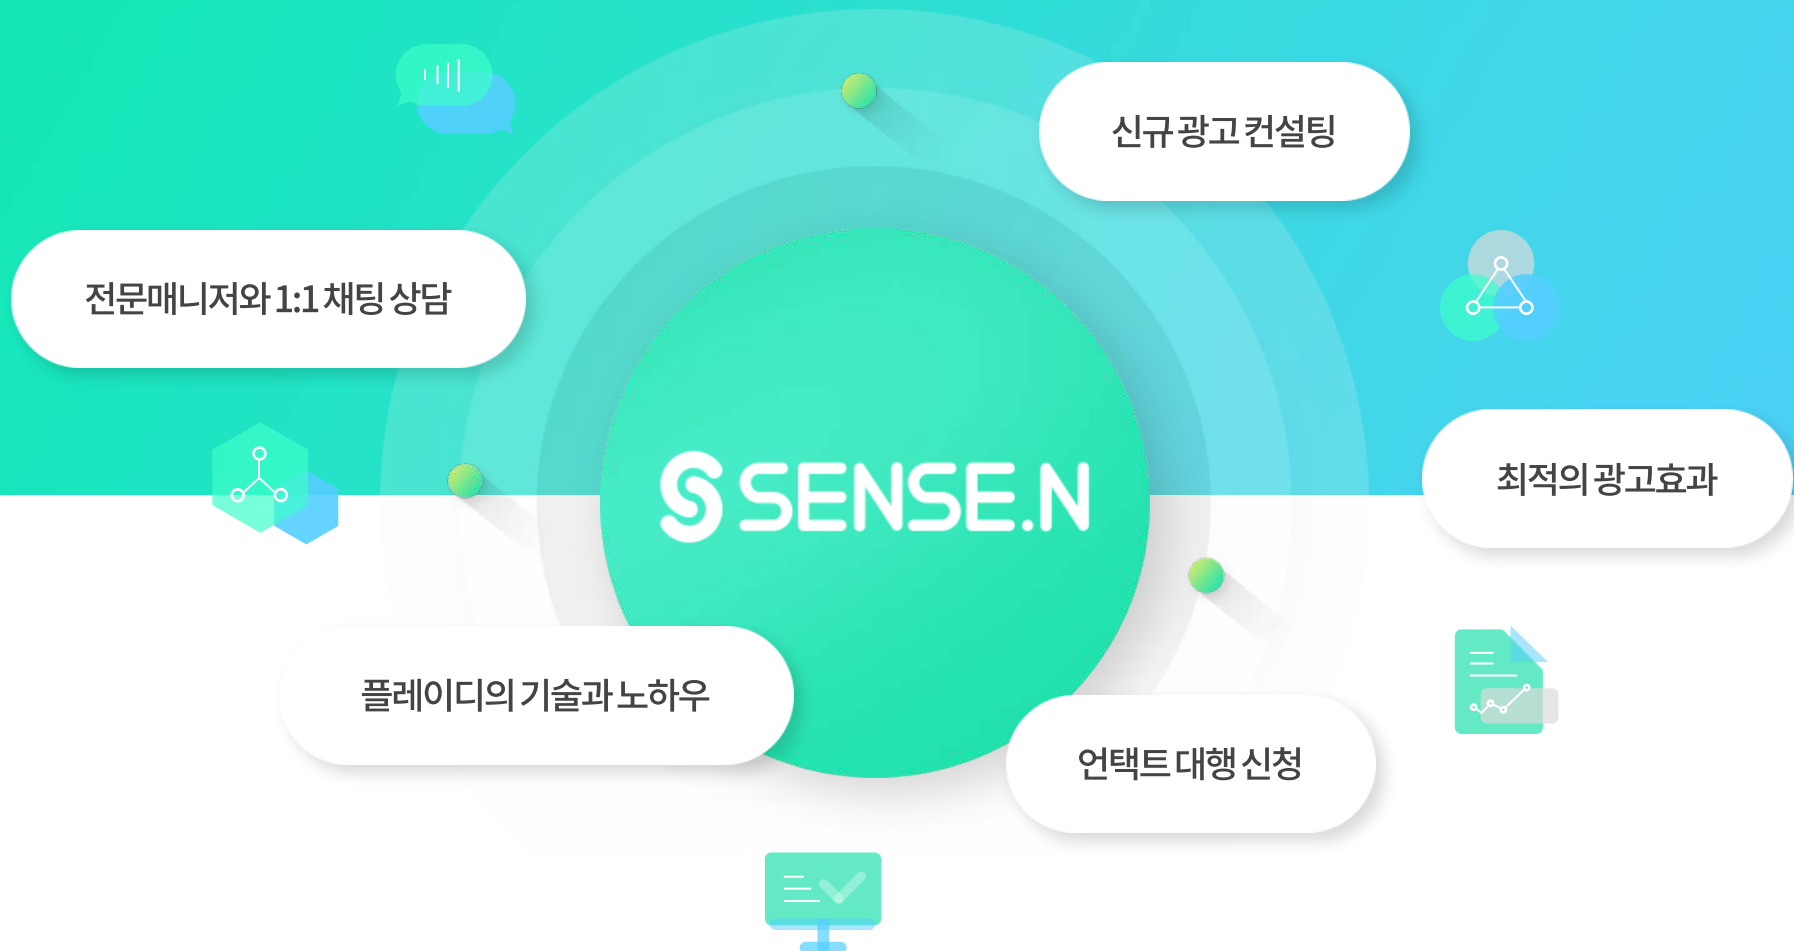 신규 광고 컨설팅
전문매니저와 1:1 채팅 상담
최적의 광고효과
SENSE.N
플레이디의 기술과 노하우
언택트 대행 신청